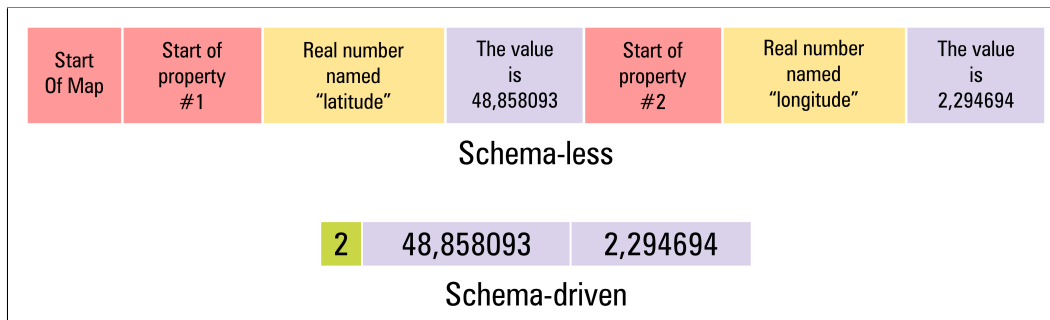 Start
Of Map
Start of
property
#1
Real number
named
“latitude”
The value
is
48,858093
Start of
property
#2
Real number
named
“longitude”
The value
is
2,294694
Schema-less
2 48,858093 2,294694
Schema-driven